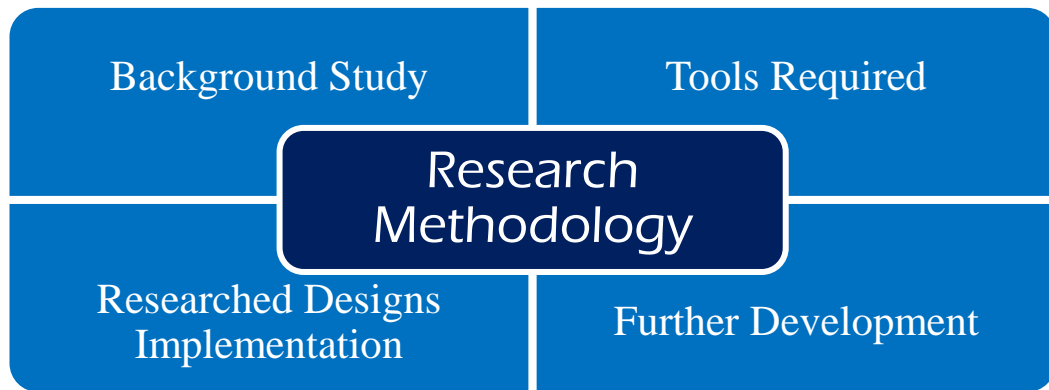 Background Study
Tools Required
Research
Methodology
Researched Designs
Implementation
Further Development